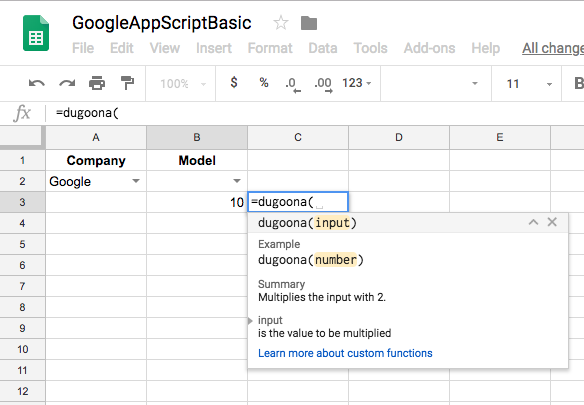 GoogleAppScriptBasic
File Edit View Insert Format Data Tools Add-ons Help All change
100% $ % .0 .00 123 11 B
fx =dugoona(
A B C D E
1 Company Model
2 Google
3 10 =dugoona(
4 dugoona(input)
5 Example
6 dugoona(number)
7 Summary
Multiplies the input with 2.
8
9 input
is the value to be multiplied
10 Learn more about custom functions
11
12